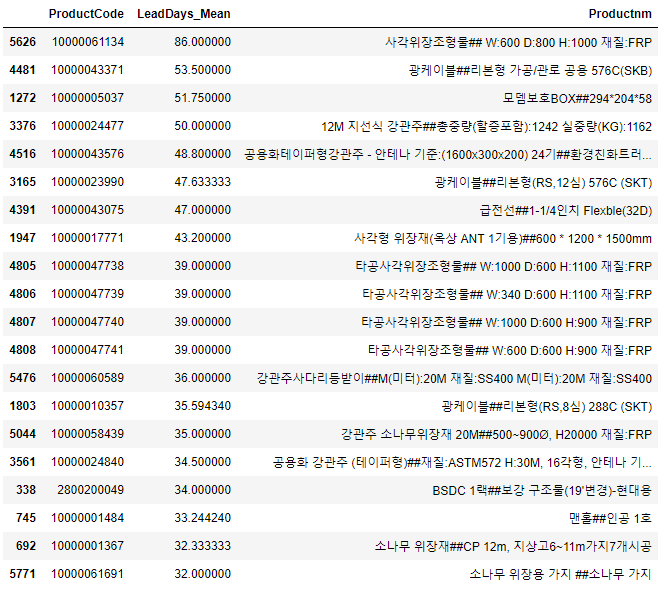 ProductCode LeadDays_Mean Productnm
5626 10000061134 86.000000 사각위장조형물## W:600 D:800 H:1000 재질:FRP
4481 10000043371 53.500000 광케이블##리본형 가공/관로 공용 576C(SKB)
1272 10000005037 51.750000 모뎀보호BOX##294*204*58
3376 10000024477 50.000000 12M 지선식 강관주##총중량(할증포함):1242 실중량(KG):1162
4516 10000043576 48.800000 공용화테이퍼형강관주 - 안테나 기준:(1600x300x200) 24기##환경친화트러...
3165 10000023990 47.633333 광케이블##리본형(RS,12심) 576C (SKT)
4391 10000043075 47.000000 급전선##1-1/4인치 Flexble(32D)
1947 10000017771 43.200000 사각형 위장재(옥상 ANT 1기용)##600 * 1200 * 1500mm
4805 10000047738 39.000000 타공사각위장조형물## W:1000 D:600 H:1100 재질:FRP
4806 10000047739 39.000000 타공사각위장조형물## W:340 D:600 H:1100 재질:FRP
4807 10000047740 39.000000 타공사각위장조형물## W:1000 D:600 H:900 재질:FRP
4808 10000047741 39.000000 타공사각위장조형물## W:600 D:600 H:900 재질:FRP
5476 10000060589 36.000000 강관주사다리등받이##M(미터):20M 재질:SS400 M(미터):20M 재질:SS400
1803 10000010357 35.594340 광케이블##리본형(RS,8심) 288C (SKT)
5044 10000058439 35.000000 강관주 소나무위장재 20M##500~900Ø, H20000 재질:FRP
3561 10000024840 34.500000 공용화 강관주 (테이퍼형)##재질:ASTM572 H:30M, 16각형, 안테나 기...
338 2800200049 34.000000 BSDC 1랙##보강 구조물(19'변경)-현대용
745 10000001484 33.244240 맨홀##인공 1호
692 10000001367 32.333333 소나무 위장재##CP 12m, 지상고6~11m가지7개시공
5771 10000061691 32.000000 소나무 위장용 가지 ##소나무 가지